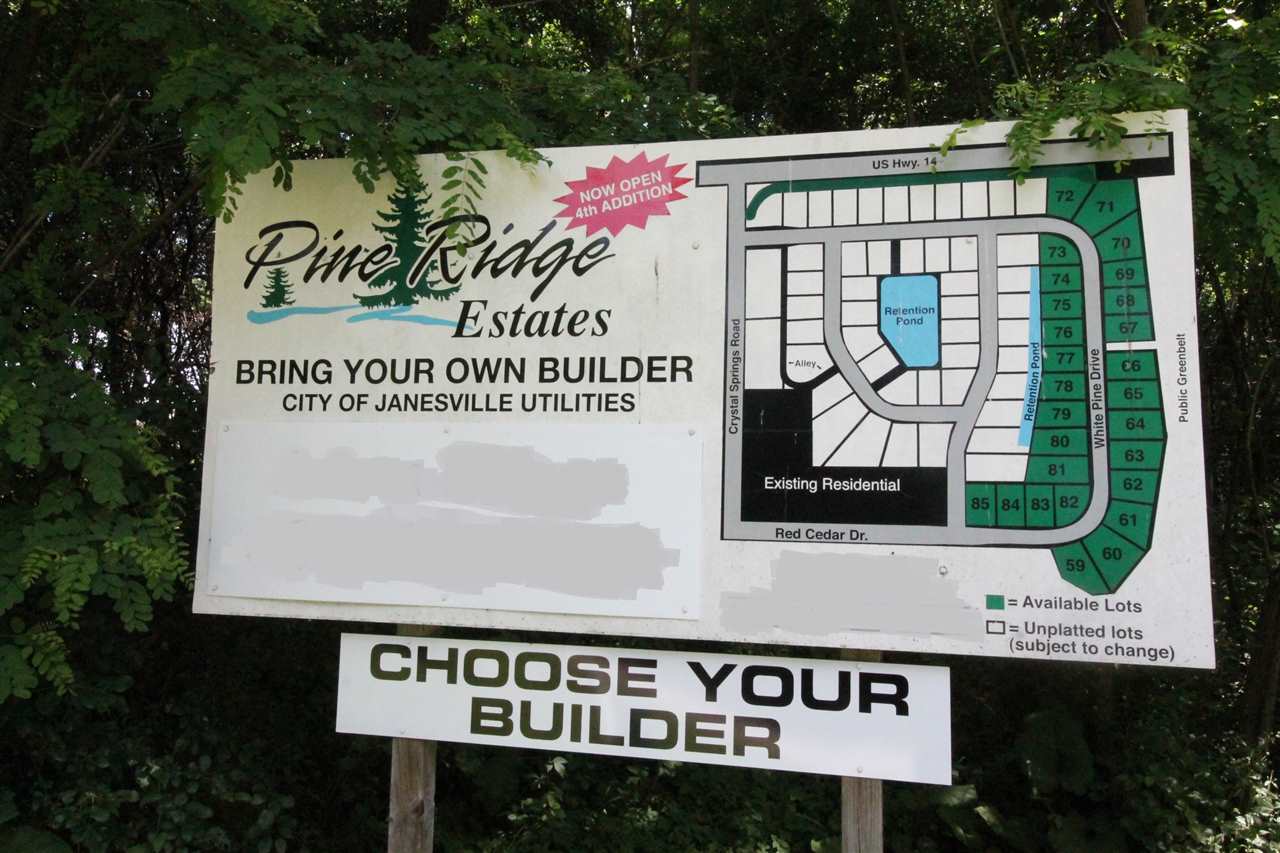 NOW OPEN
4th ADDITION
Pine Ridge
Estates
BRING YOUR OWN BUILDER
CITY OF JANESVILLE UTILITIES
US Hwy. 14
72
71
70
73
69
74
68
75
67
76
77
66
78
65
79
64
80
63
81
62
85 84 83 82
61
60
59
Retention
Pond
Alley
Crystal Springs Road
Retention Pond
White Pine Drive
Public Greenbelt
Existing Residential
Red Cedar Dr.
= Available Lots
= Unplatted lots
(subject to change)
CHOOSE YOUR
BUILDER